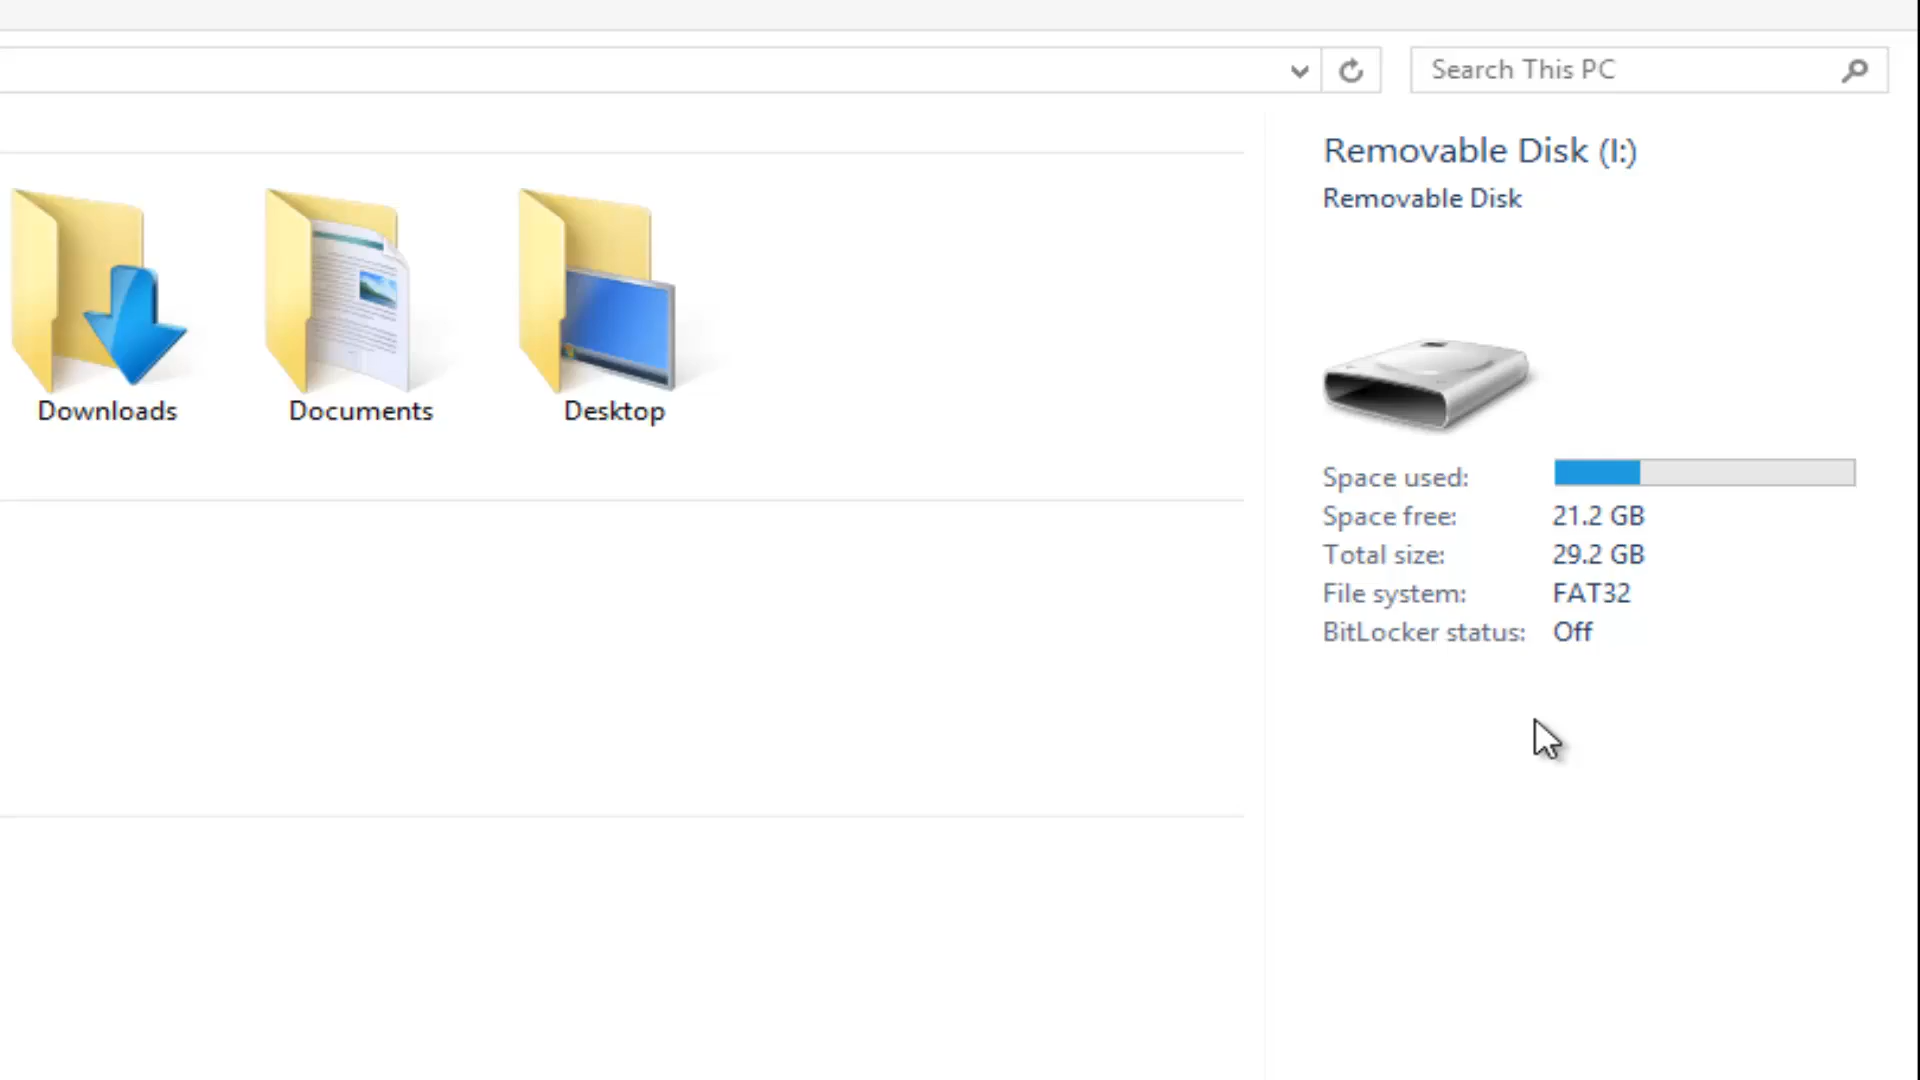 Search This PC
Removable Disk (I:)
Removable Disk
Downloads
Documents
Desktop
Space used:
Space free: 21.2 GB
Total size: 29.2 GB
File system: FAT32
BitLocker status: Off